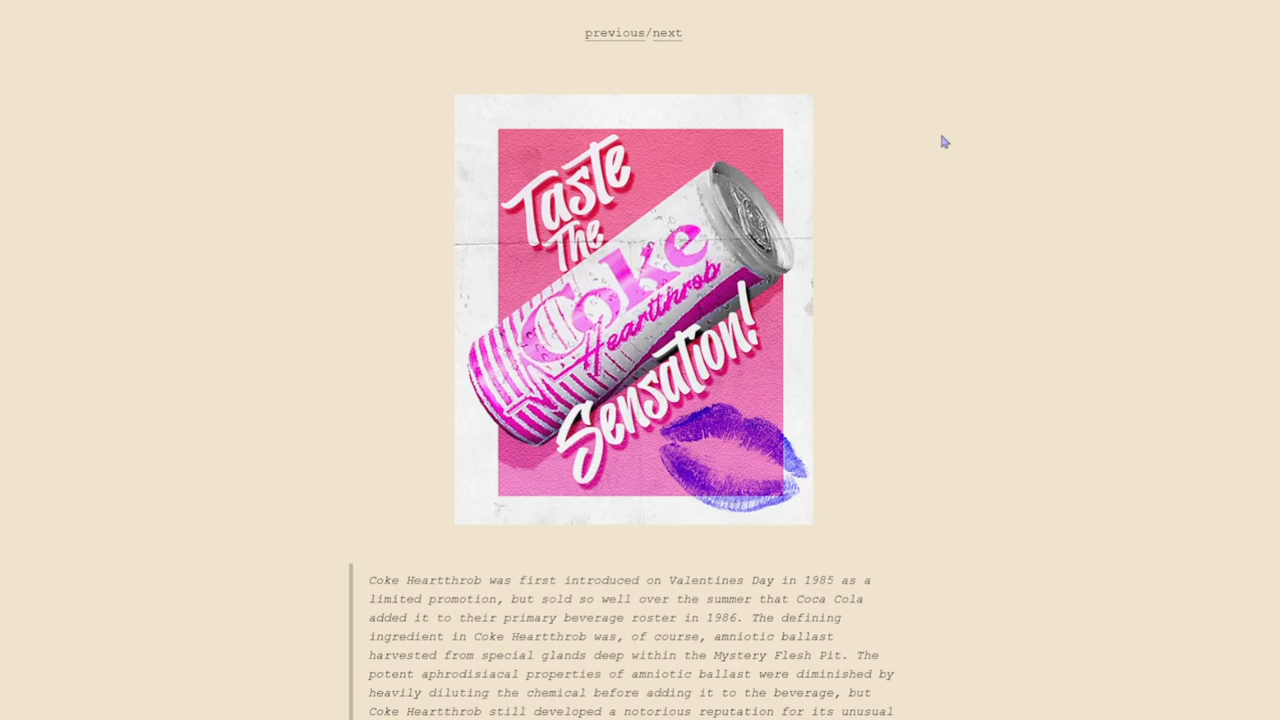 previous/next
Taste
The
Coke
Heartthrob
Sensation!
Coke Heartthrob was first introduced on Valentines Day in 1985 as a
limited promotion, but sold so well over the summer that Coca Cola
added it to their primary beverage roster in 1986. The defining
ingredient in Coke Heartthrob was, of course, amniotic ballast
harvested from special glands deep within the Mystery Flesh Pit. The
potent aphrodisiacal properties of amniotic ballast were diminished by
heavily diluting the chemical before adding it to the beverage, but
Coke Heartthrob still developed a notorious reputation for its unusual